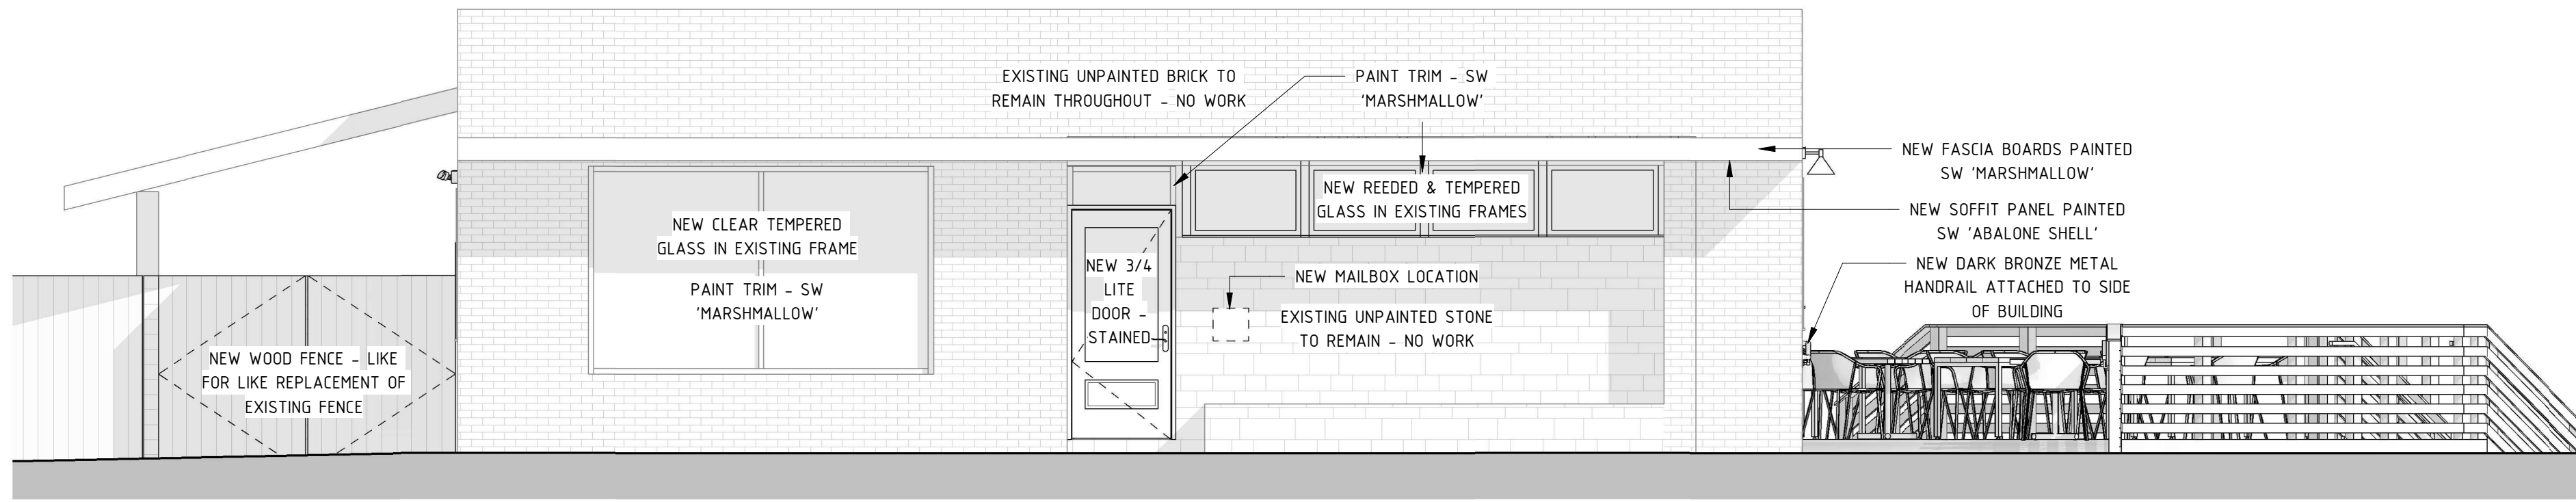 EXISTING UNPAINTED BRICK TO
REMAIN THROUGHOUT - NO WORK
PAINT TRIM - SW
'MARSHMALLOW'
NEW FASCIA BOARDS PAINTED
SW 'MARSHMALLOW'
NEW REEDED & TEMPERED
GLASS IN EXISTING FRAMES
NEW SOFFIT PANEL PAINTED
SW 'ABALONE SHELL'
NEW CLEAR TEMPERED
GLASS IN EXISTING FRAME
PAINT TRIM - SW
'MARSHMALLOW'
NEW 3/4
LITE
DOOR -
STAINED
NEW MAILBOX LOCATION
EXISTING UNPAINTED STONE
TO REMAIN - NO WORK
NEW DARK BRONZE METAL
HANDRAIL ATTACHED TO SIDE
OF BUILDING
NEW WOOD FENCE - LIKE
FOR LIKE REPLACEMENT OF
EXISTING FENCE